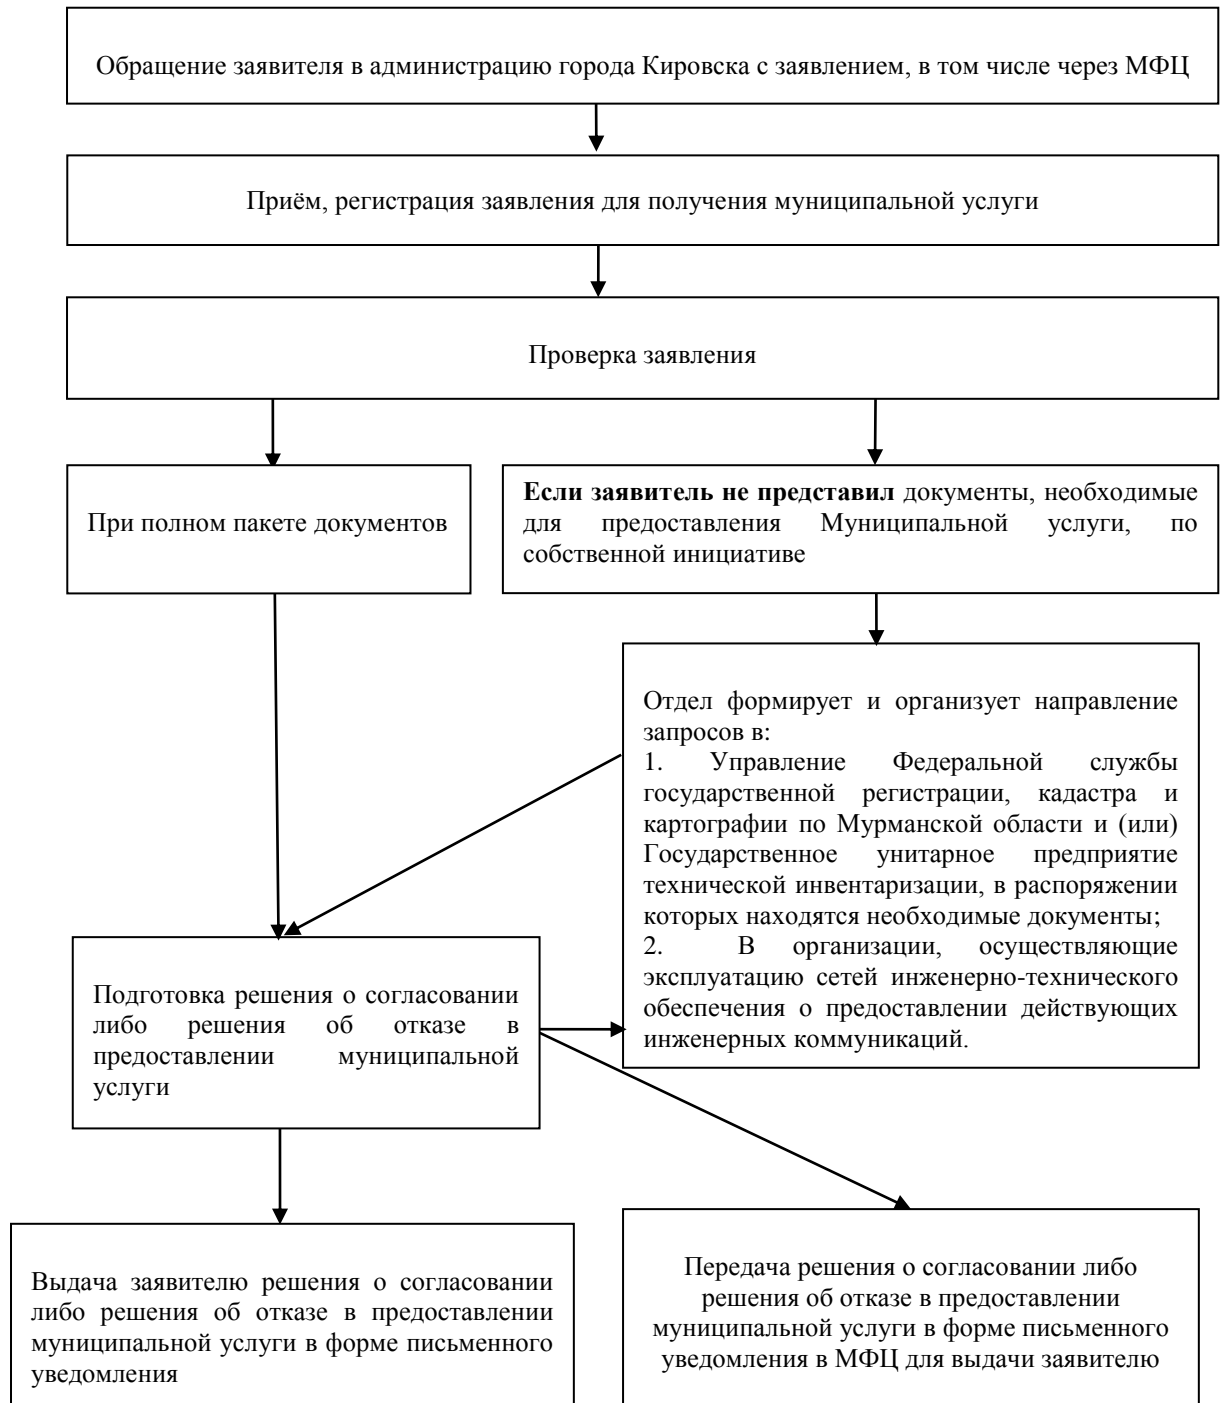 Обращение заявителя в администрацию города Кировска с заявлением, в том числе через МФЦ
Приём, регистрация заявления для получения муниципальной услуги
Проверка заявления
При полном пакете документов
Если заявитель не представил документы, необходимые
для предоставления Муниципальной услуги, по
собственной инициативе
Отдел формирует и организует направление
запросов в:
1. Управление Федеральной службы
государственной регистрации, кадастра и
картографии по Мурманской области и (или)
Государственное унитарное предприятие
технической инвентаризации, в распоряжении
которых находятся необходимые документы;
2. В организации, осуществляющие
эксплуатацию сетей инженерно-технического
обеспечения о предоставлении действующих
инженерных коммуникаций.
Подготовка решения о согласовании
либо решения об отказе в
предоставлении муниципальной
услуги
Выдача заявителю решения о согласовании
либо решения об отказе в предоставлении
муниципальной услуги в форме письменного
уведомления
Передача решения о согласовании либо
решения об отказе в предоставлении
муниципальной услуги в форме письменного
уведомления в МФЦ для выдачи заявителю